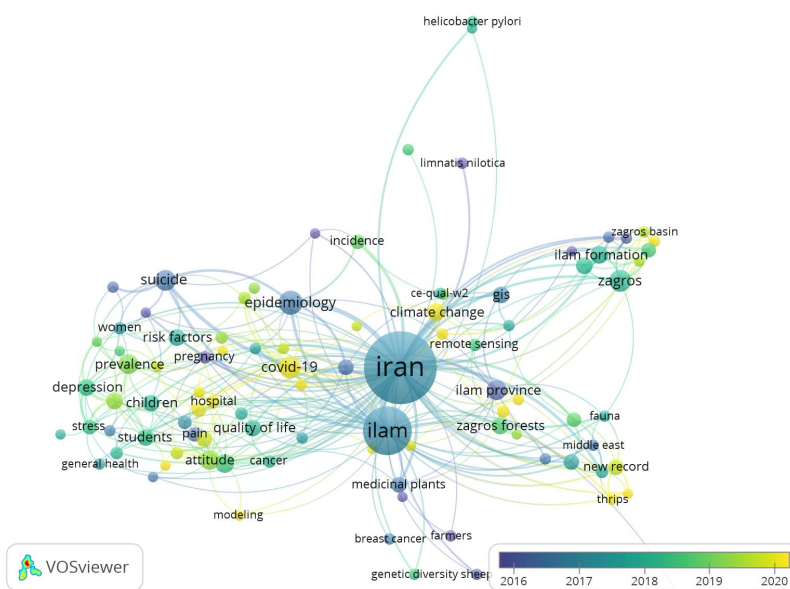 helicobacter pylori
limnatis nilotica
zagros basin
incidence
ilam formation
suicide
zagros
ce-qual-w2
gis
epidemiology
climate change
women
risk factors
remote sensing
pregnancy
prevalence
covid-19
iran
depression
ilam province
children
hospital
fauna
stress
students
pain
quality of life
ilam
zagros forests
middle east
general health
attitude
cancer
new record
medicinal plants
thrips
modeling
breast cancer
farmers
genetic diversity
sheep
VOSviewer
2016 2017 2018 2019 2020